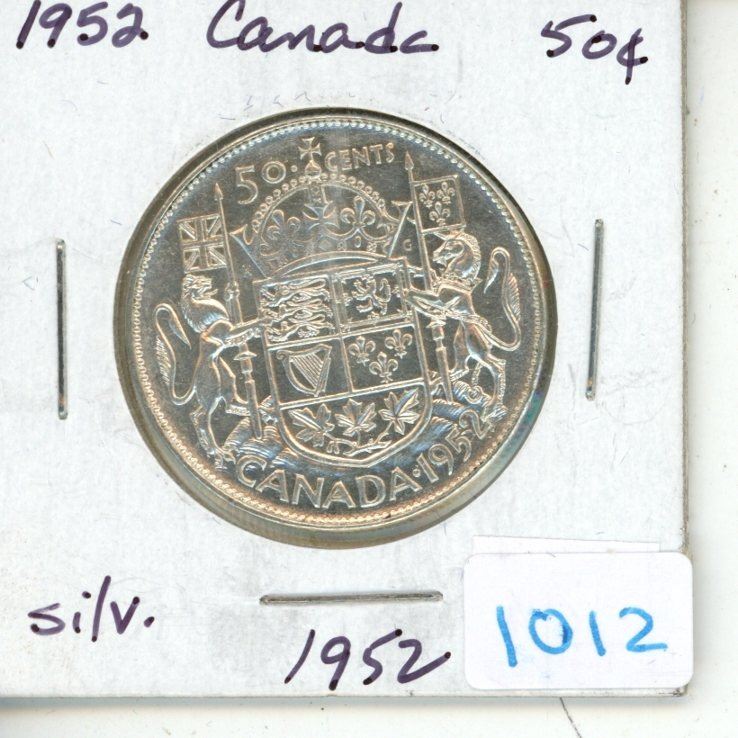 1952 Canada 50¢
50 · CENTS
K G
CANADA · 1952
silv.
1952
1012